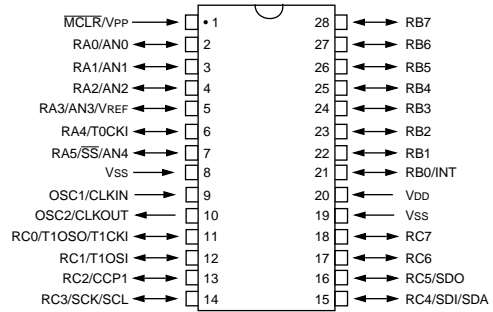 MCLR/VPP • 1 28 RB7
RA0/AN0 2 27 RB6
RA1/AN1 3 26 RB5
RA2/AN2 4 25 RB4
RA3/AN3/VREF 5 24 RB3
RA4/T0CKI 6 23 RB2
RA5/SS/AN4 7 22 RB1
VSS 8 21 RB0/INT
OSC1/CLKIN 9 20 VDD
OSC2/CLKOUT 10 19 VSS
RC0/T1OSO/T1CKI 11 18 RC7
RC1/T1OSI 12 17 RC6
RC2/CCP1 13 16 RC5/SDO
RC3/SCK/SCL 14 15 RC4/SDI/SDA